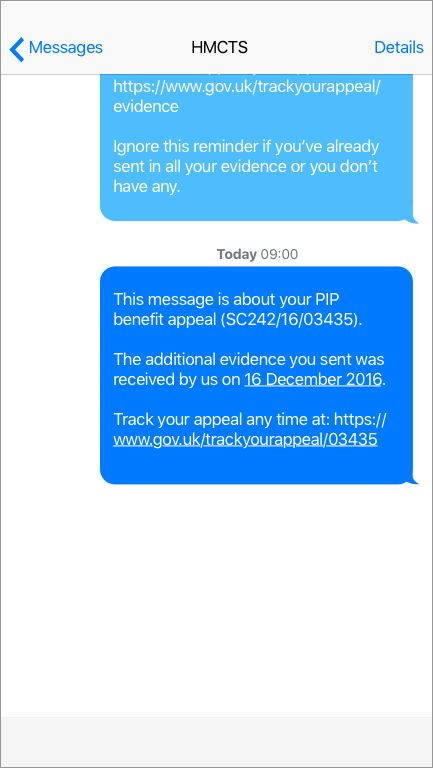 Messages
HMCTS
Details
https://www.gov.uk/trackyourappeal/
evidence
Ignore this reminder if you’ve already
sent in all your evidence or you don’t
have any.
Today 09:00
This message is about your PIP
benefit appeal (SC242/16/03435).
The additional evidence you sent was
received by us on 16 December 2016.
Track your appeal any time at: https://
www.gov.uk/trackyourappeal/03435